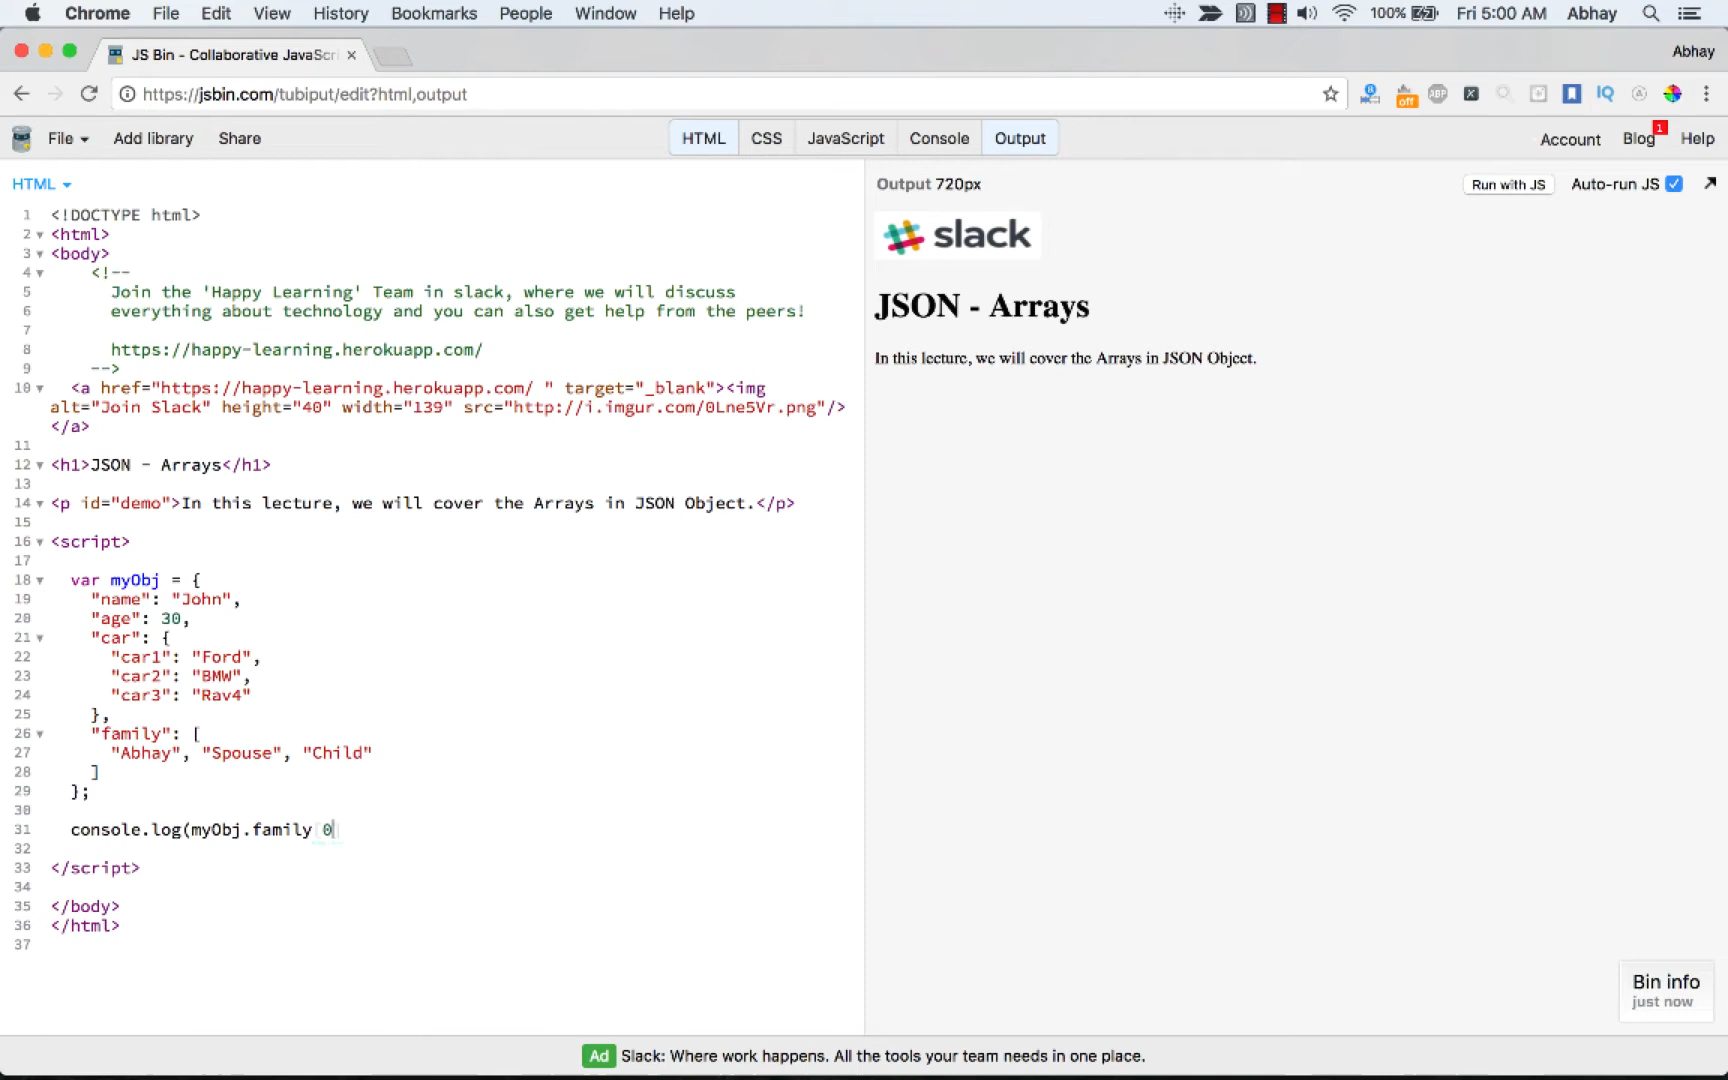 Chrome File Edit View History Bookmarks People Window Help 100% Fri 5:00 AM Abhay
JS Bin - Collaborative JavaScri Abhay
https://jsbin.com/tubiput/edit?html,output off ABP IQ
File Add library Share HTML CSS JavaScript Console Output Account Blog 1 Help
HTML
1 <!DOCTYPE html>
2 <html>
3 <body>
4 <!--
5 Join the 'Happy Learning' Team in slack, where we will discuss
6 everything about technology and you can also get help from the peers!
7
8 https://happy-learning.herokuapp.com/
9 -->
10 <a href="https://happy-learning.herokuapp.com/ " target="_blank"><img
alt="Join Slack" height="40" width="139" src="http://i.imgur.com/0Lne5Vr.png"/>
</a>
11
12 <h1>JSON - Arrays</h1>
13
14 <p id="demo">In this lecture, we will cover the Arrays in JSON Object.</p>
15
16 <script>
17
18 var myObj = {
19 "name": "John",
20 "age": 30,
21 "car": {
22 "car1": "Ford",
23 "car2": "BMW",
24 "car3": "Rav4"
25 },
26 "family": [
27 "Abhay", "Spouse", "Child"
28 ]
29 };
30
31 console.log(myObj.family 0
32
33 </script>
34
35 </body>
36 </html>
37
Output 720px Run with JS Auto-run JS
slack
JSON - Arrays
In this lecture, we will cover the Arrays in JSON Object.
Bin info
just now
Ad Slack: Where work happens. All the tools your team needs in one place.